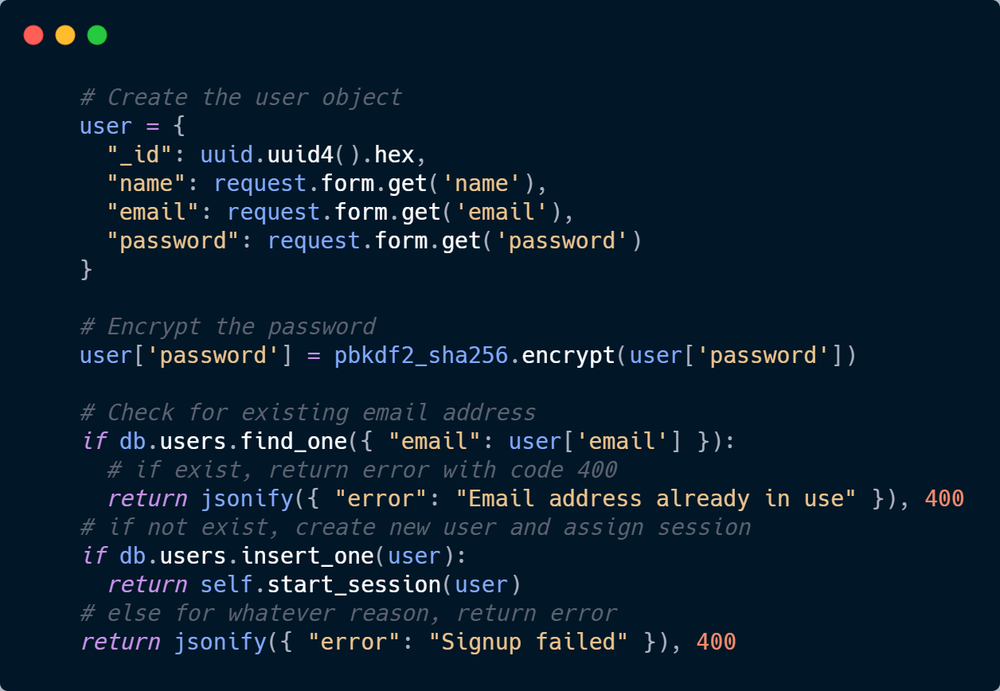 # Create the user object
user = {
  "_id": uuid.uuid4().hex,
  "name": request.form.get('name'),
  "email": request.form.get('email'),
  "password": request.form.get('password')
}
# Encrypt the password
user['password'] = pbkdf2_sha256.encrypt(user['password'])
# Check for existing email address
if db.users.find_one({ "email": user['email'] }):
  # if exist, return error with code 400
  return jsonify({ "error": "Email address already in use" }), 400
# if not exist, create new user and assign session
if db.users.insert_one(user):
  return self.start_session(user)
# else for whatever reason, return error
return jsonify({ "error": "Signup failed" }), 400